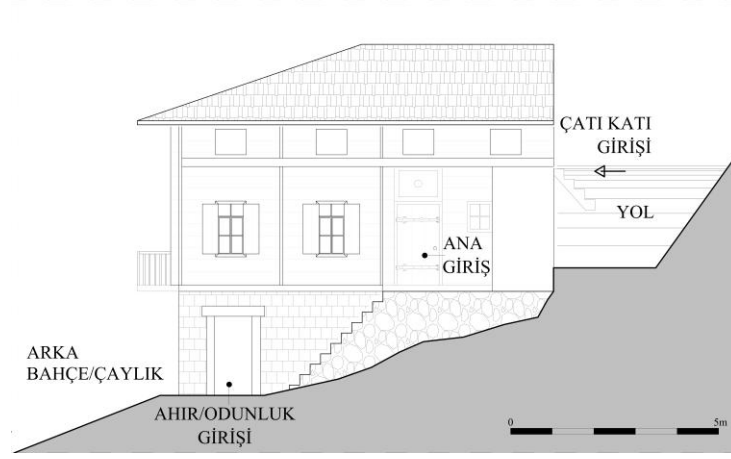 ÇATI KATI
GİRİŞİ
YOL
ANA
GİRİŞ
ARKA
BAHÇE/ÇAYLIK
AHIR/ODUNLUK
GİRİŞİ
0 5m